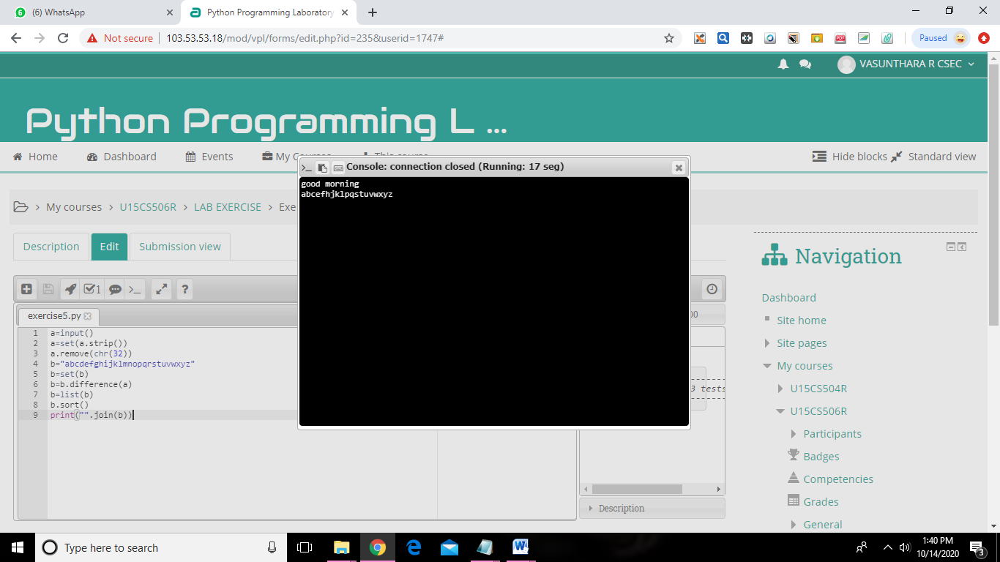 (6) WhatsApp
Python Programming Laboratory
Not secure
103.53.53.18/mod/vpl/forms/edit.php?id=235&userid=1747#
Paused
VASUNTHARA R CSEC
Python Programming L ...
Home
Dashboard
Events
My Courses
This course
Hide blocks
Standard view
Console: connection closed (Running: 17 seg)
good morning
abcefhjklpqstuvwxyz
My courses
U15CS506R
LAB EXERCISE
Exe
Description
Edit
Submission view
1
?
exercise5.py
1 a=input()
2 a=set(a.strip())
3 a.remove(chr(32))
4 b="abcdefghijklmnopqrstuvwxyz"
5 b=set(b)
6 b=b.difference(a)
7 b=list(b)
8 b.sort()
9 print("".join(b))
00
3 tests
Description
Navigation
Dashboard
Site home
Site pages
My courses
U15CS504R
U15CS506R
Participants
Badges
Competencies
Grades
General
Type here to search
1:40 PM
10/14/2020
3